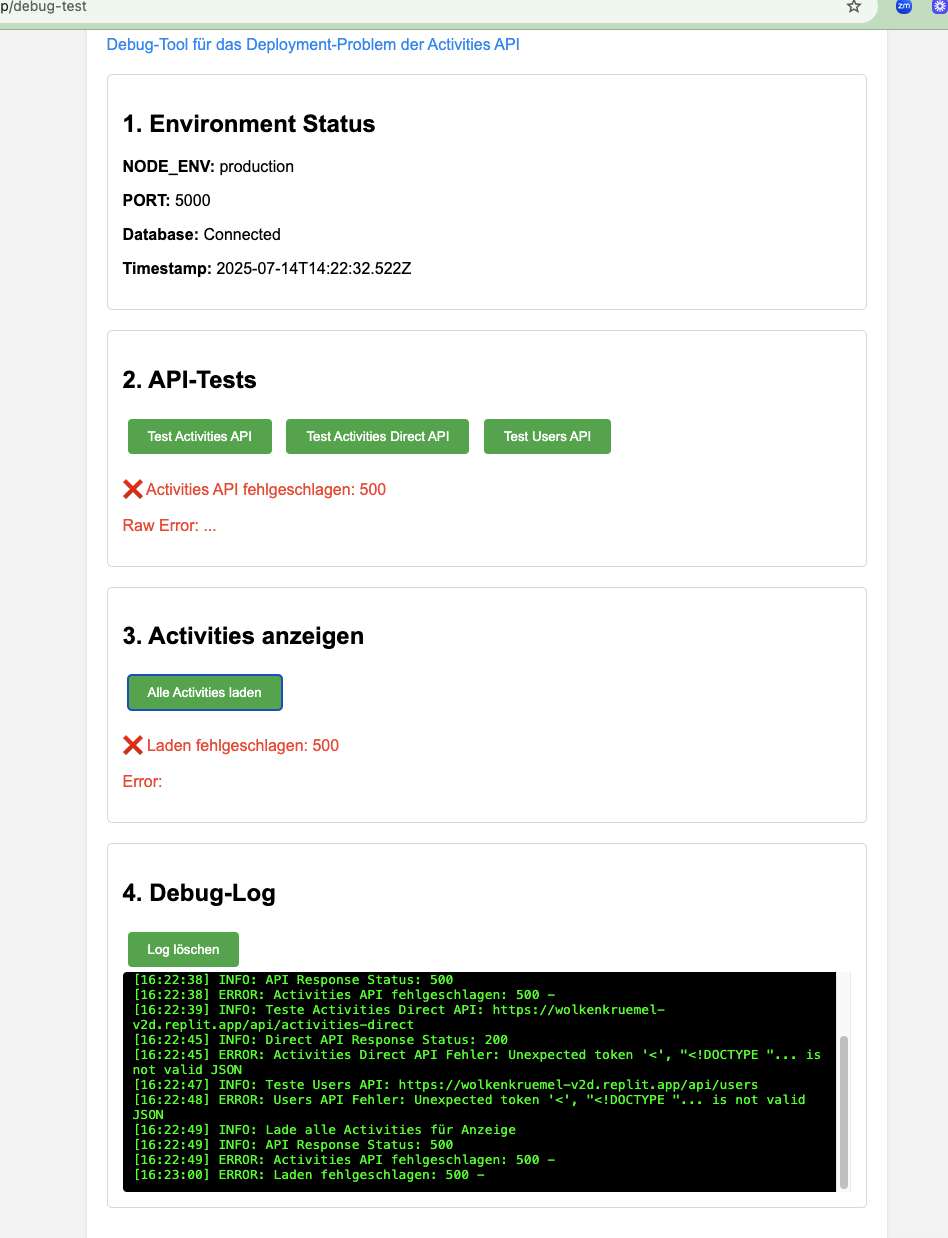 p/debug-test
zm
Debug-Tool für das Deployment-Problem der Activities API
1. Environment Status
NODE_ENV: production
PORT: 5000
Database: Connected
Timestamp: 2025-07-14T14:22:32.522Z
2. API-Tests
Test Activities API Test Activities Direct API Test Users API
❌ Activities API fehlgeschlagen: 500
Raw Error: ...
3. Activities anzeigen
Alle Activities laden
❌ Laden fehlgeschlagen: 500
Error:
4. Debug-Log
Log löschen
[16:22:38] INFO: API Response Status: 500
[16:22:38] ERROR: Activities API fehlgeschlagen: 500 –
[16:22:39] INFO: Teste Activities Direct API: https://wolkenkruemel-
v2d.replit.app/api/activities-direct
[16:22:45] INFO: Direct API Response Status: 200
[16:22:45] ERROR: Activities Direct API Fehler: Unexpected token '<', "<!DOCTYPE "... is
not valid JSON
[16:22:47] INFO: Teste Users API: https://wolkenkruemel-v2d.replit.app/api/users
[16:22:48] ERROR: Users API Fehler: Unexpected token '<', "<!DOCTYPE "... is not valid
JSON
[16:22:49] INFO: Lade alle Activities für Anzeige
[16:22:49] INFO: API Response Status: 500
[16:22:49] ERROR: Activities API fehlgeschlagen: 500 –
[16:23:00] ERROR: Laden fehlgeschlagen: 500 –